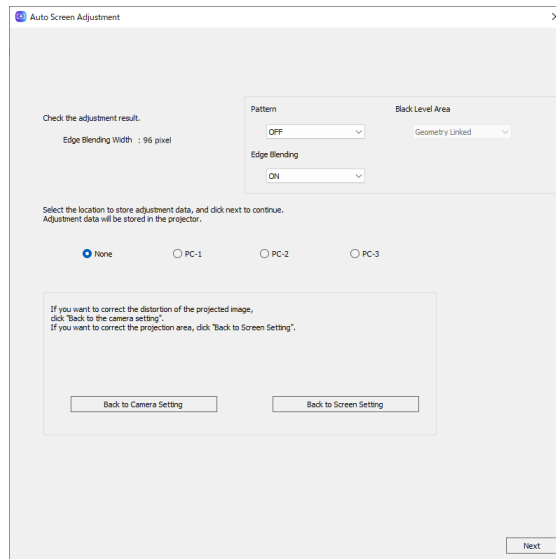 Auto Screen Adjustment
Check the adjustment result.
Edge Blending Width : 96 pixel
Pattern
OFF
Black Level Area
Geometry Linked
Edge Blending
ON
Select the location to store adjustment data, and click next to continue.
Adjustment data will be stored in the projector.
None
PC-1
PC-2
PC-3
If you want to correct the distortion of the projected image,
click "Back to the camera setting".
If you want to correct the projection area, click "Back to Screen Setting".
Back to Camera Setting
Back to Screen Setting
Next